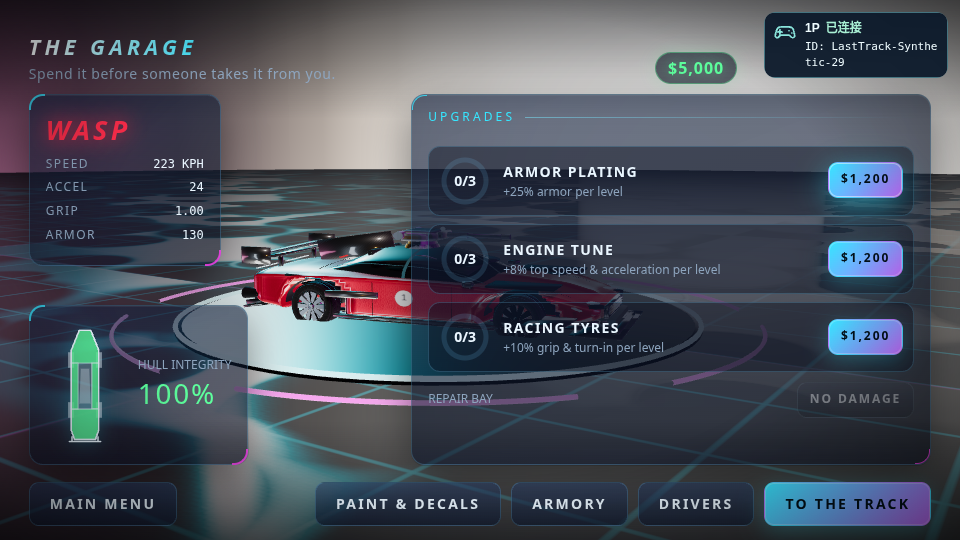 THE GARAGE
Spend it before someone takes it from you.
$5,000
1P 已连接
ID: LastTrack-Synthe
tic-29
WASP
SPEED 223 KPH
ACCEL 24
GRIP 1.00
ARMOR 130
HULL INTEGRITY
100%
UPGRADES
0/3 ARMOR PLATING $1,200
+25% armor per level
0/3 ENGINE TUNE $1,200
+8% top speed & acceleration per level
0/3 RACING TYRES $1,200
+10% grip & turn-in per level
REPAIR BAY NO DAMAGE
1
MAIN MENU PAINT & DECALS ARMORY DRIVERS TO THE TRACK